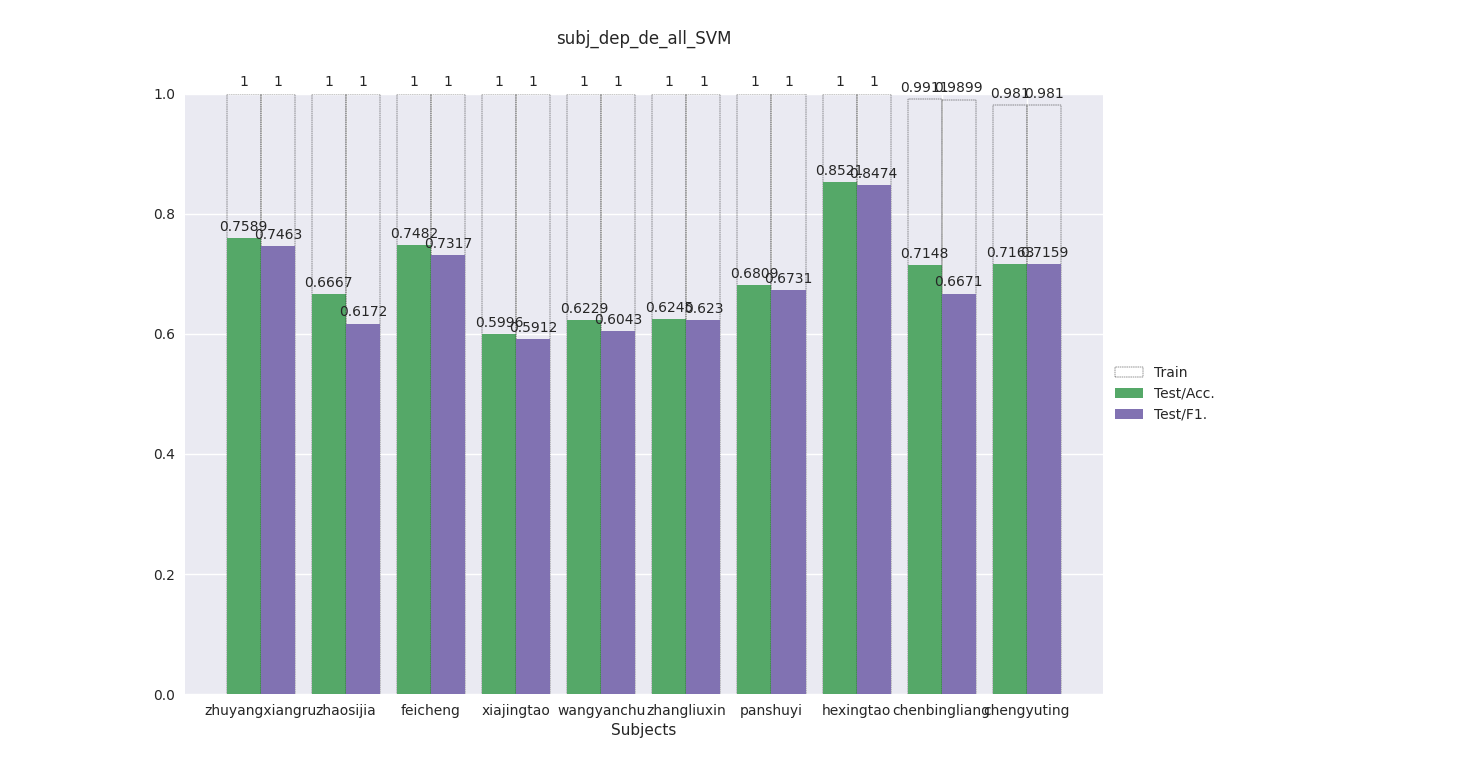 subj_dep_de_all_SVM
1 1 1 1 1 1 1 1 1 1 1 1 1 1 1 1 0.9911 0.9899 0.981 0.981
1.0
0.8
0.6
0.4
0.2
0.0
0.7589 0.7463 0.6667 0.6172 0.7482 0.7317 0.5996 0.5912 0.6229 0.6043 0.6245 0.623 0.6809 0.6731 0.8521 0.8474 0.7148 0.6671 0.7163 0.7159
zhuyangxiangru zhaosijia feicheng xiajingtao wangyanchu zhangliuxin panshuyi hexingtao chenbingliang chengyuting
Subjects
Train
Test/Acc.
Test/F1.